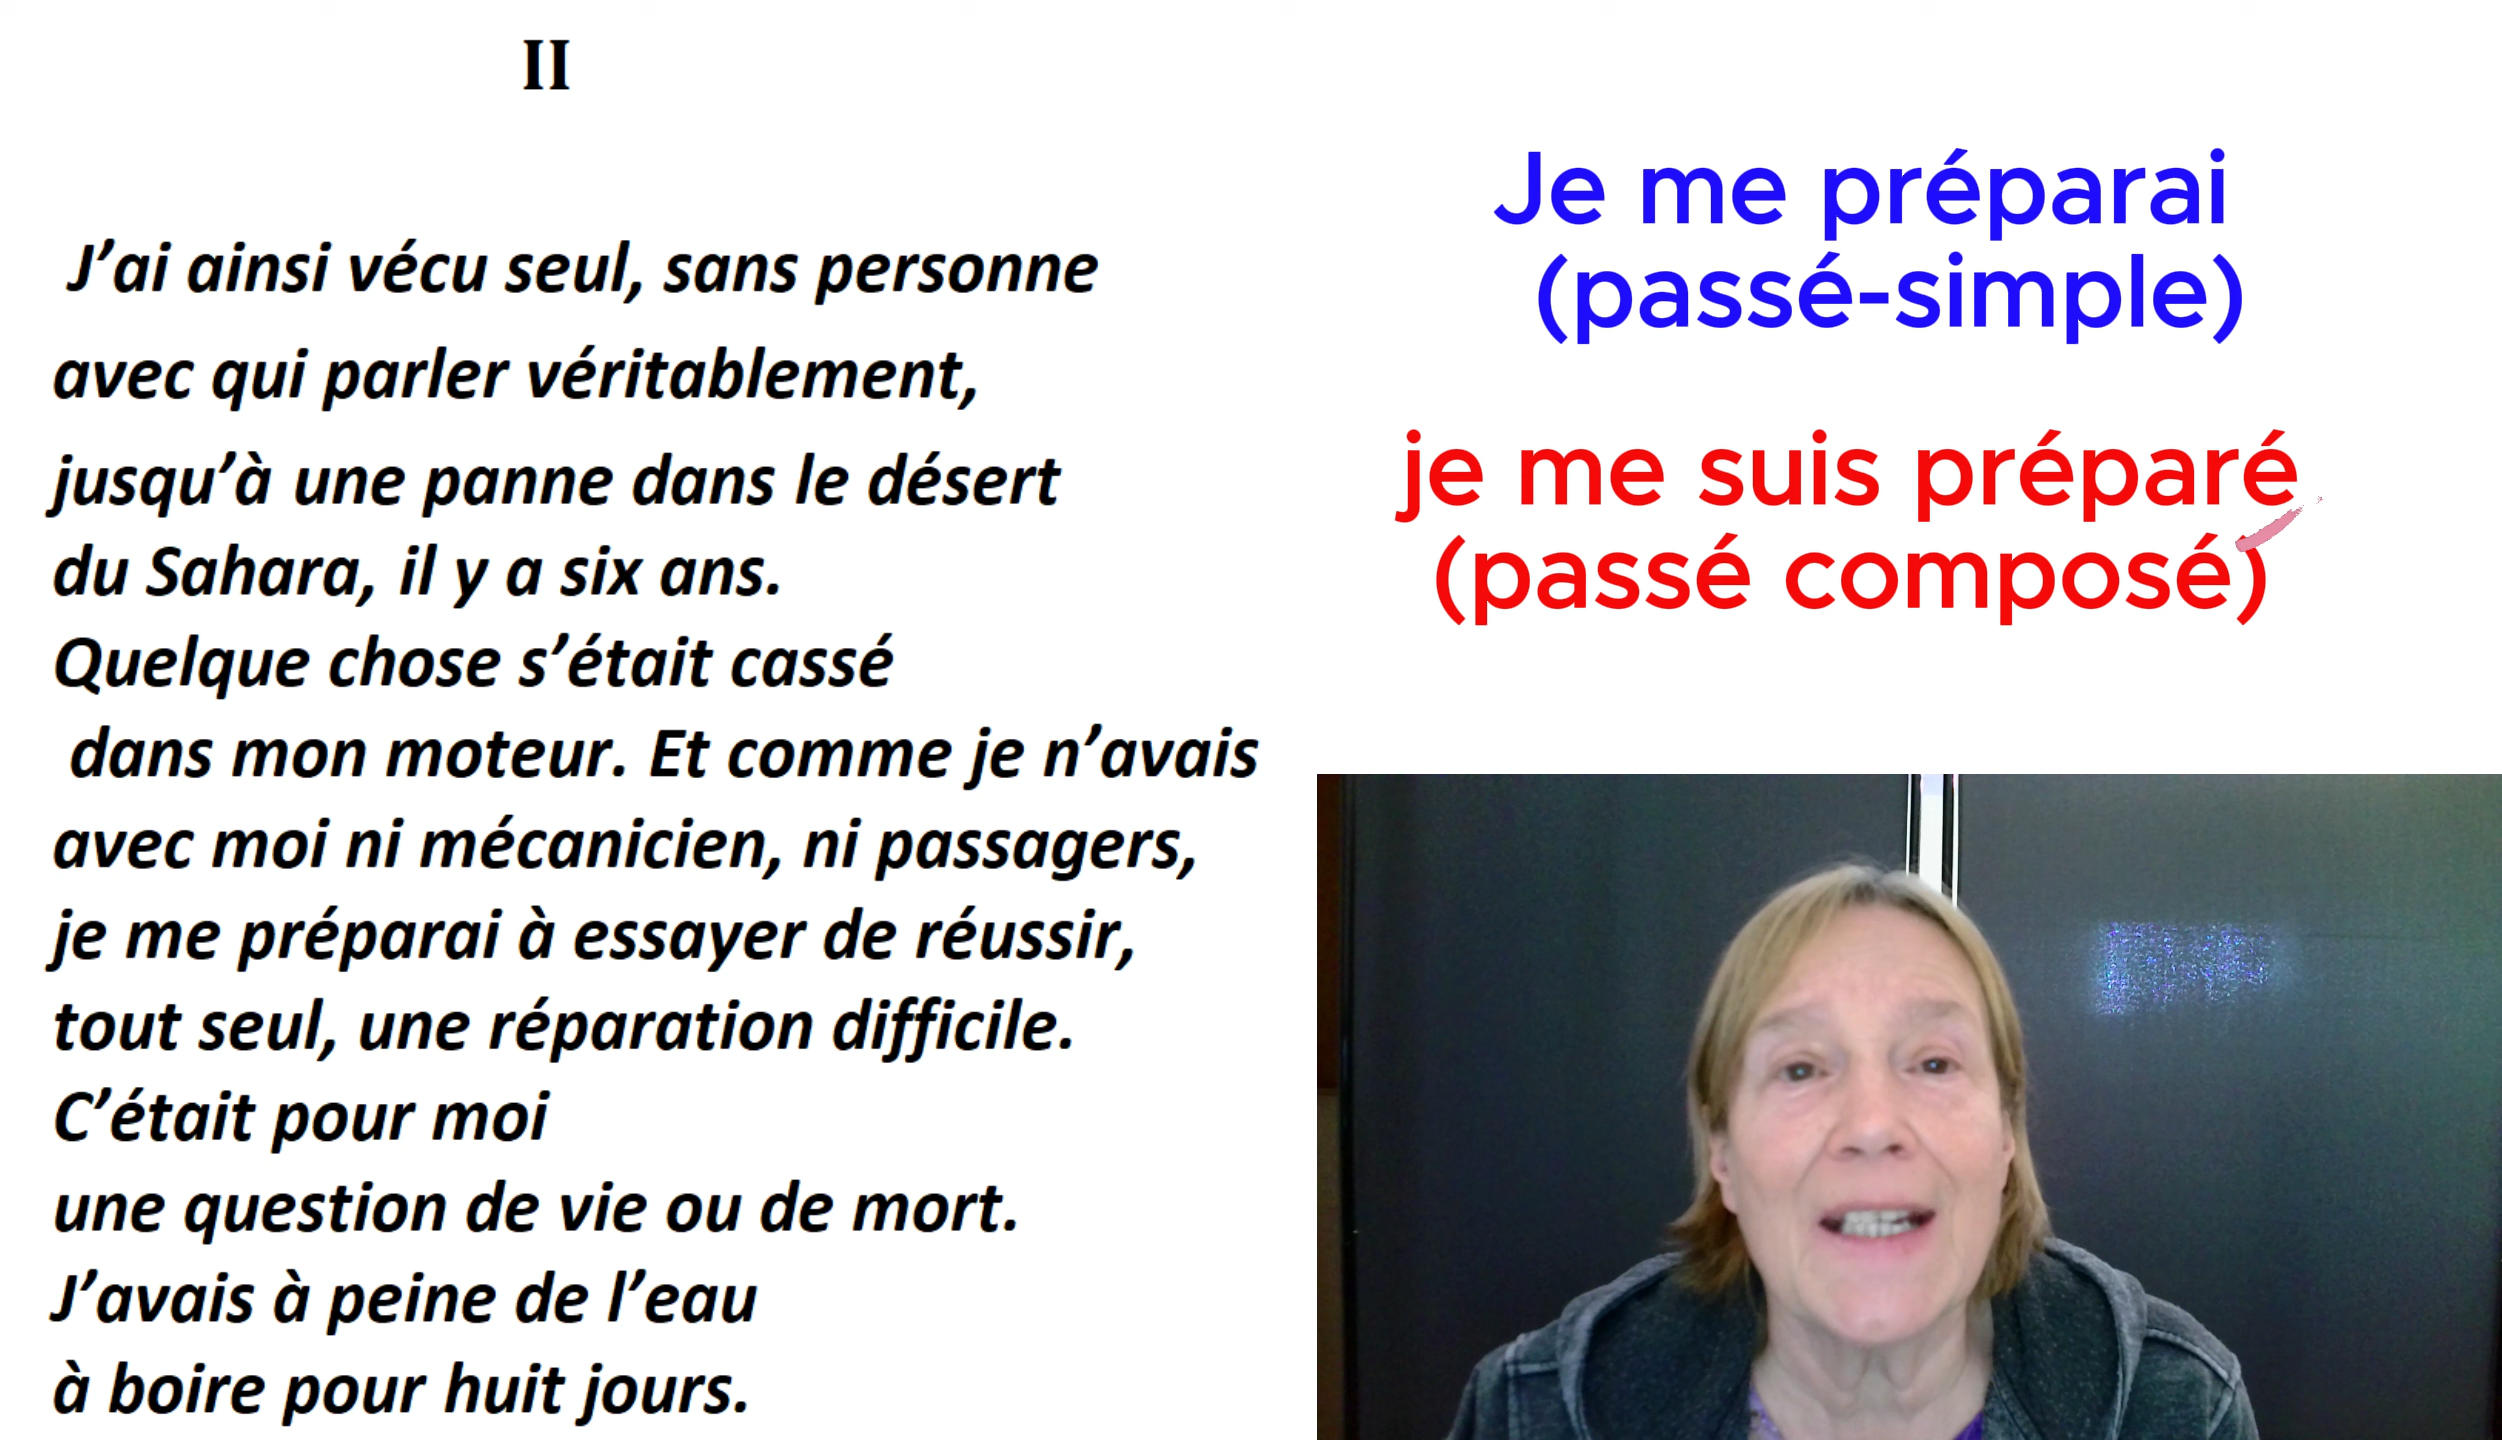 II
J’ai ainsi vécu seul, sans personne
avec qui parler véritablement,
jusqu’à une panne dans le désert
du Sahara, il y a six ans.
Quelque chose s’était cassé
dans mon moteur. Et comme je n’avais
avec moi ni mécanicien, ni passagers,
je me préparai à essayer de réussir,
tout seul, une réparation difficile.
C’était pour moi
une question de vie ou de mort.
J’avais à peine de l’eau
à boire pour huit jours.
Je me préparai
(passé-simple)
je me suis préparé
(passé composé)